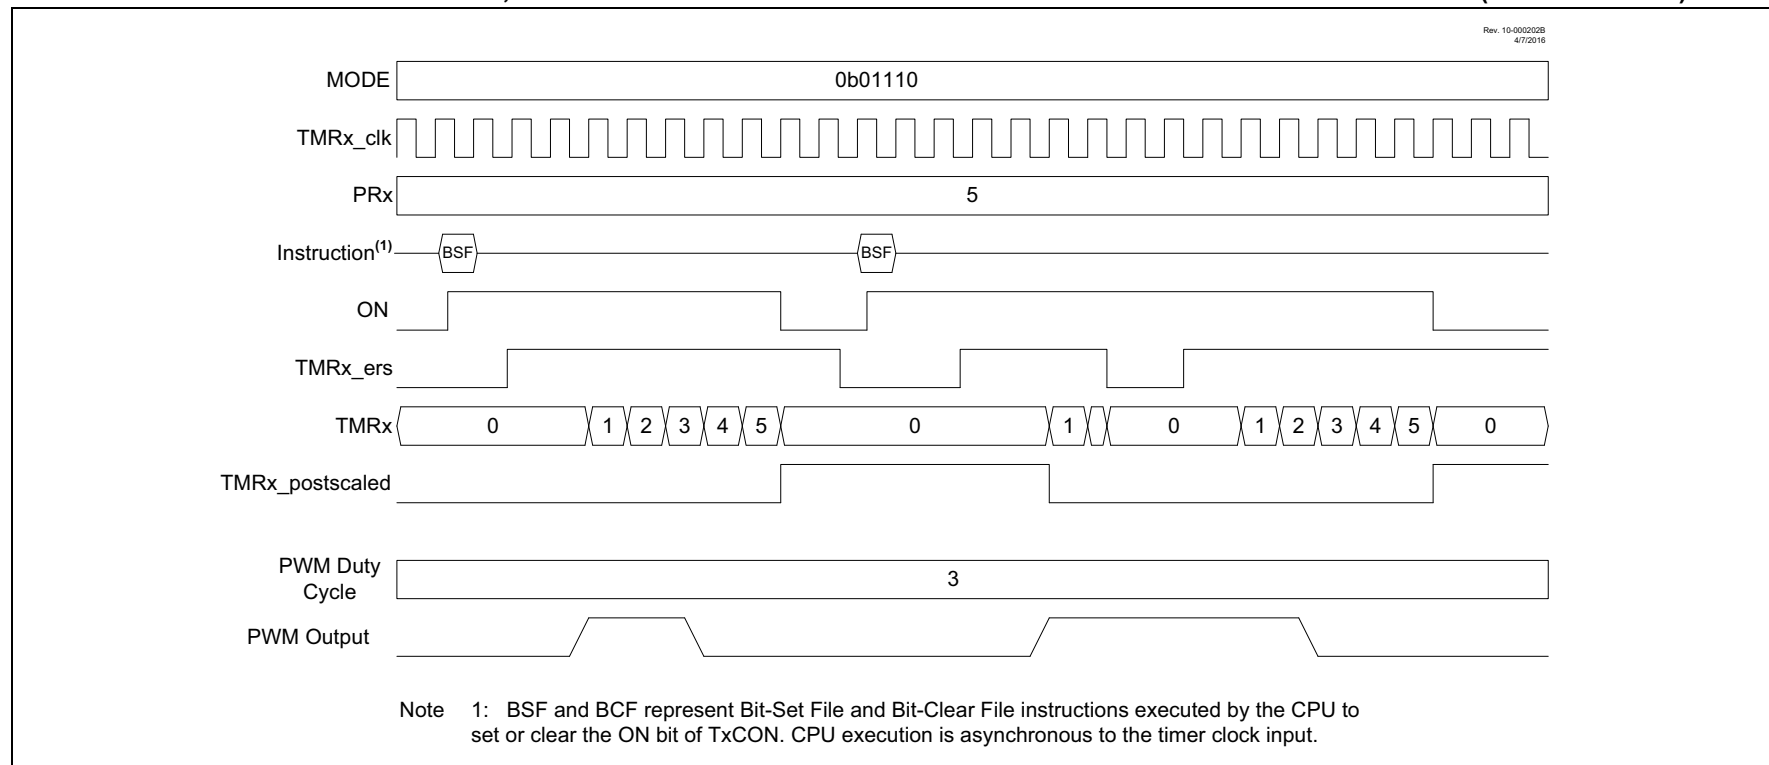 Rev. 10-000202B
4/7/2016
MODE 0b01110
TMRx_clk
PRx 5
Instruction(1) BSF BSF
ON
TMRx_ers
TMRx 0 1 2 3 4 5 0 1 0 1 2 3 4 5 0
TMRx_postscaled
PWM Duty
Cycle 3
PWM Output
Note 1: BSF and BCF represent Bit-Set File and Bit-Clear File instructions executed by the CPU to
set or clear the ON bit of TxCON. CPU execution is asynchronous to the timer clock input.